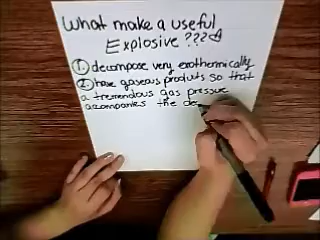 What make a useful
Explosive ???
① decompose very exothermically
② have gaseous products so that
a tremendous gas pressure
acompanies the de